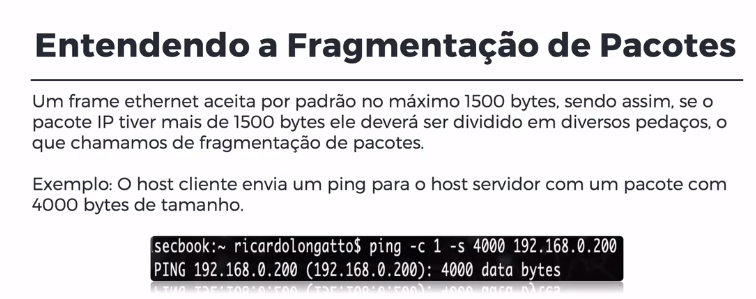 Entendendo a Fragmentação de Pacotes
Um frame ethernet aceita por padrão no máximo 1500 bytes, sendo assim, se o
pacote IP tiver mais de 1500 bytes ele deverá ser dividido em diversos pedaços, o
que chamamos de fragmentação de pacotes.
Exemplo: O host cliente envia um ping para o host servidor com um pacote com
4000 bytes de tamanho.
secbook:~ ricardolongatto$ ping -c 1 -s 4000 192.168.0.200
PING 192.168.0.200 (192.168.0.200): 4000 data bytes